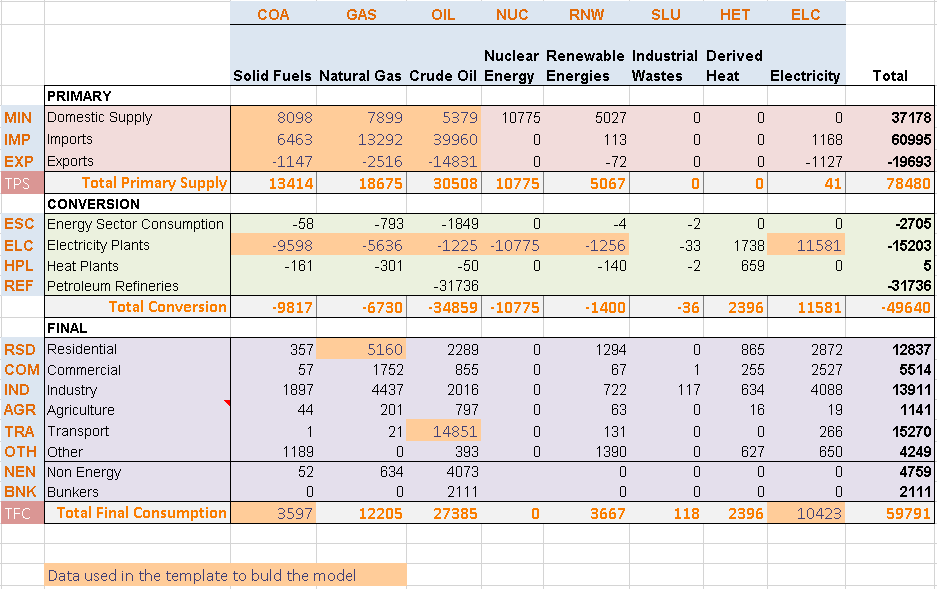 COA GAS OIL NUC RNW SLU HET ELC
Solid Fuels Natural Gas Crude Oil Nuclear Energy Renewable Energies Industrial Wastes Derived Heat Electricity Total
PRIMARY
MIN Domestic Supply 8098 7899 5379 10775 5027 0 0 0 37178
IMP Imports 6463 13292 39960 0 113 0 0 1168 60995
EXP Exports -1147 -2516 -14831 0 -72 0 0 -1127 -19693
TPS Total Primary Supply 13414 18675 30508 10775 5067 0 0 41 78480
CONVERSION
ESC Energy Sector Consumption -58 -793 -1849 0 -4 -2 0 0 -2705
ELC Electricity Plants -9598 -5636 -1225 -10775 -1256 -33 1738 11581 -15203
HPL Heat Plants -161 -301 -50 0 -140 -2 659 0 5
REF Petroleum Refineries -31736 -31736
Total Conversion -9817 -6730 -34859 -10775 -1400 -36 2396 11581 -49640
FINAL
RSD Residential 357 5160 2289 0 1294 0 865 2872 12837
COM Commercial 57 1752 855 0 67 1 255 2527 5514
IND Industry 1897 4437 2016 0 722 117 634 4088 13911
AGR Agriculture 44 201 797 0 63 0 16 19 1141
TRA Transport 1 21 14851 0 131 0 0 266 15270
OTH Other 1189 0 393 0 1390 0 627 650 4249
NEN Non Energy 52 634 4073 0 0 0 0 4759
BNK Bunkers 0 0 2111 0 0 0 0 2111
TFC Total Final Consumption 3597 12205 27385 0 3667 118 2396 10423 59791
Data used in the template to buld the model